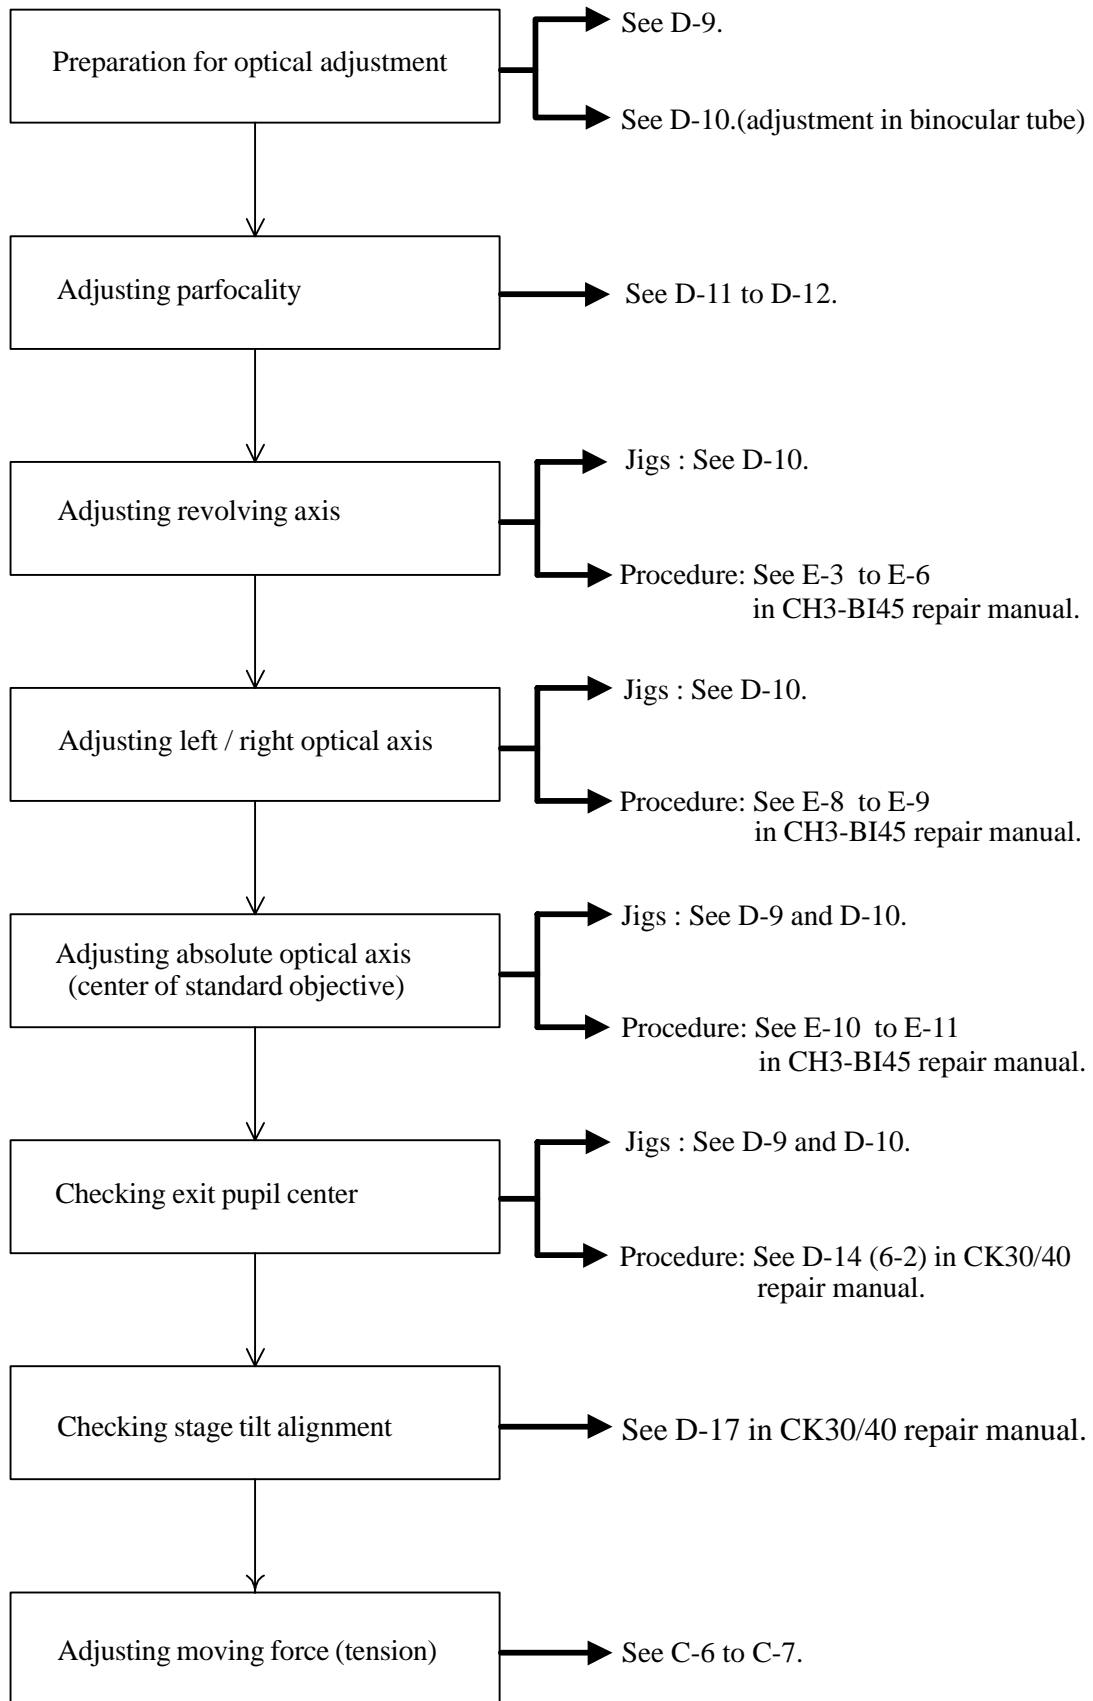 See D-9.
Preparation for optical adjustment
See D-10.(adjustment in binocular tube)
Adjusting parfocality
See D-11 to D-12.
Jigs : See D-10.
Adjusting revolving axis
Procedure: See E-3 to E-6
in CH3-BI45 repair manual.
Jigs : See D-10.
Adjusting left / right optical axis
Procedure: See E-8 to E-9
in CH3-BI45 repair manual.
Jigs : See D-9 and D-10.
Adjusting absolute optical axis
(center of standard objective)
Procedure: See E-10 to E-11
in CH3-BI45 repair manual.
Jigs : See D-9 and D-10.
Checking exit pupil center
Procedure: See D-14 (6-2) in CK30/40
repair manual.
Checking stage tilt alignment
See D-17 in CK30/40 repair manual.
Adjusting moving force (tension)
See C-6 to C-7.